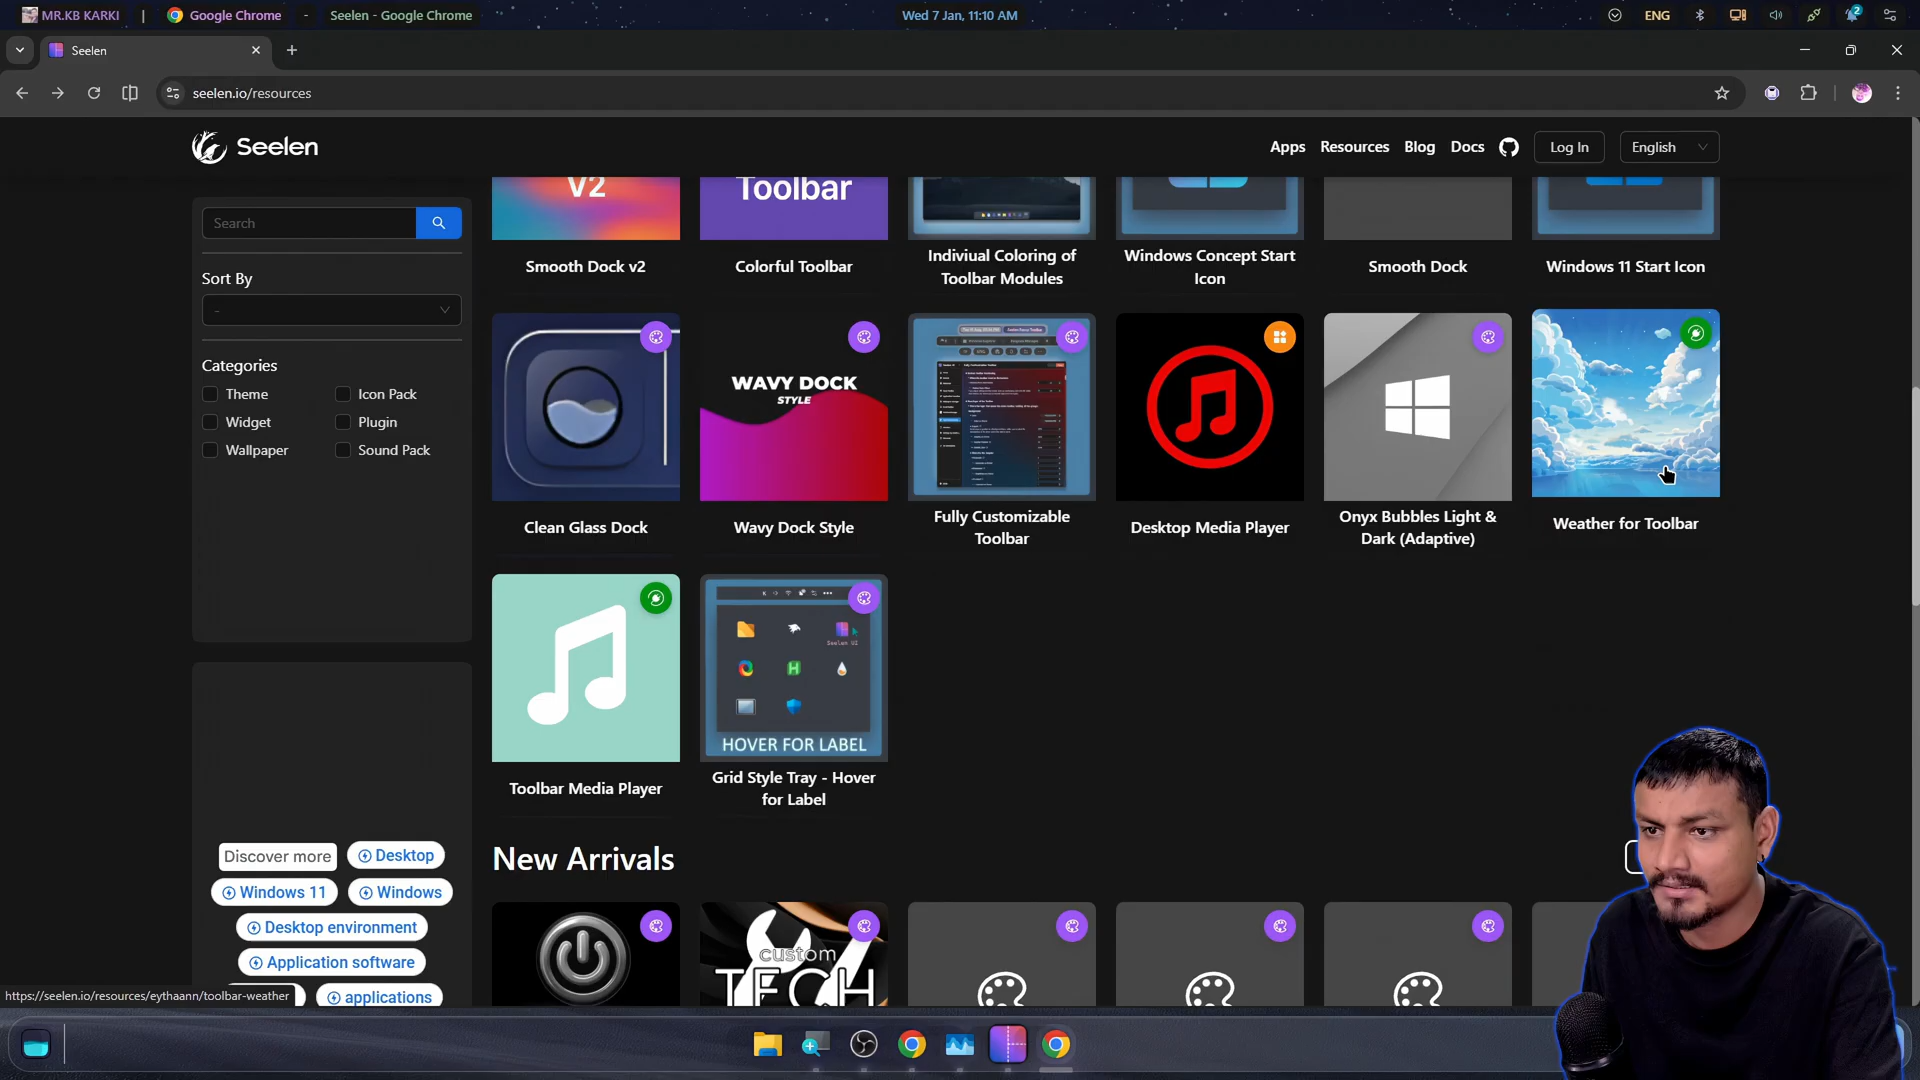 MR.KB KARKI | Google Chrome - Seelen - Google Chrome
Wed 7 Jan, 11:10 AM
ENG
2
Seelen
seelen.io/resources
Seelen
Apps Resources Blog Docs Log In English
Search
Sort By
-
Categories
Theme Icon Pack
Widget Plugin
Wallpaper Sound Pack
V2
Toolbar
Smooth Dock v2
Colorful Toolbar
Indiviual Coloring of
Toolbar Modules
Windows Concept Start
Icon
Smooth Dock
Windows 11 Start Icon
WAVY DOCK
STYLE
Clean Glass Dock
Wavy Dock Style
Fully Customizable
Toolbar
Desktop Media Player
Onyx Bubbles Light &
Dark (Adaptive)
Weather for Toolbar
Seelen UI
HOVER FOR LABEL
Toolbar Media Player
Grid Style Tray - Hover
for Label
New Arrivals
custom
TECH
Discover more
Desktop
Windows 11
Windows
Desktop environment
Application software
applications
https://seelen.io/resources/eythaann/toolbar-weather